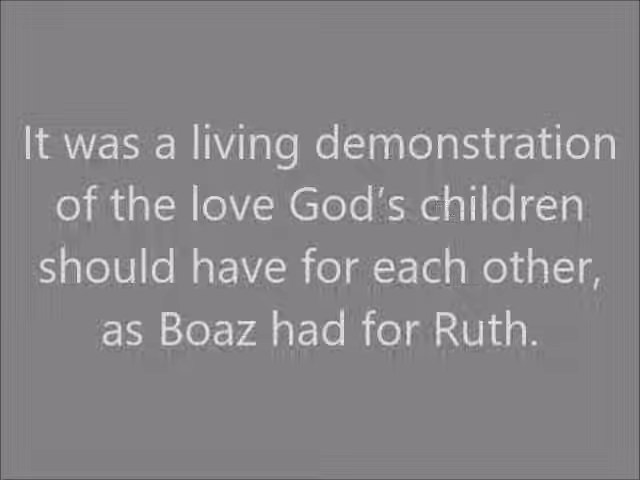 It was a living demonstration
of the love God's children
should have for each other,
as Boaz had for Ruth.